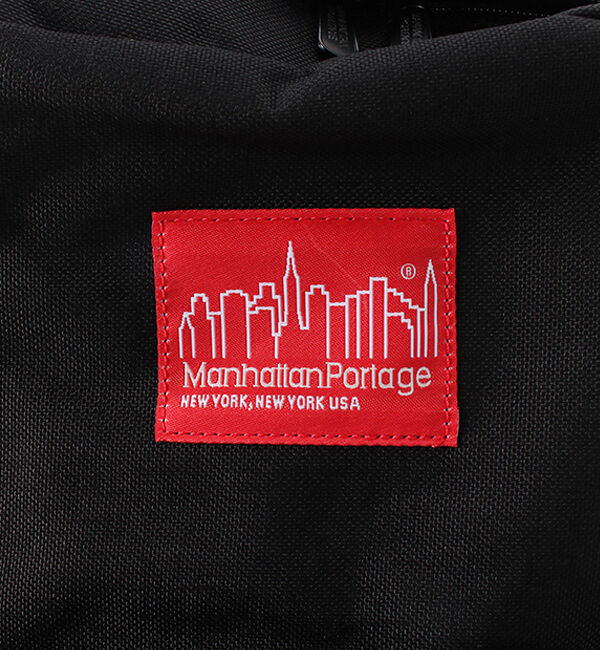 ®
ManhattanPortage
NEW YORK, NEW YORK USA